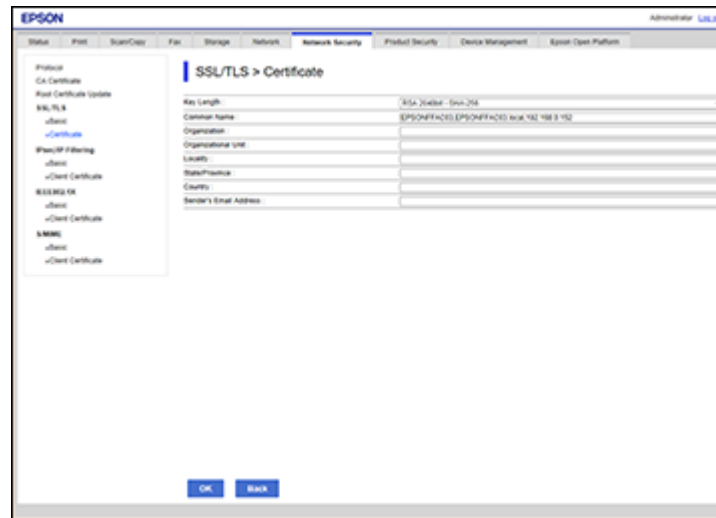 EPSON
Administrator Log
Status Print Scan/Copy Fax Storage Network Network Security Product Security Device Management Epson Open Platform
Protocol
CA Certificate
Root Certificate Update
SSL/TLS
»Basic
»Certificate
IPsec/IP Filtering
»Basic
»Client Certificate
IEEE802.1X
»Basic
»Client Certificate
S/MIME
»Basic
»Client Certificate
SSL/TLS > Certificate
Key Length : RSA 2048bit - SHA-256
Common Name :
Organization :
Organizational Unit :
Locality :
State/Province :
Country :
Sender's Email Address :
OK Back